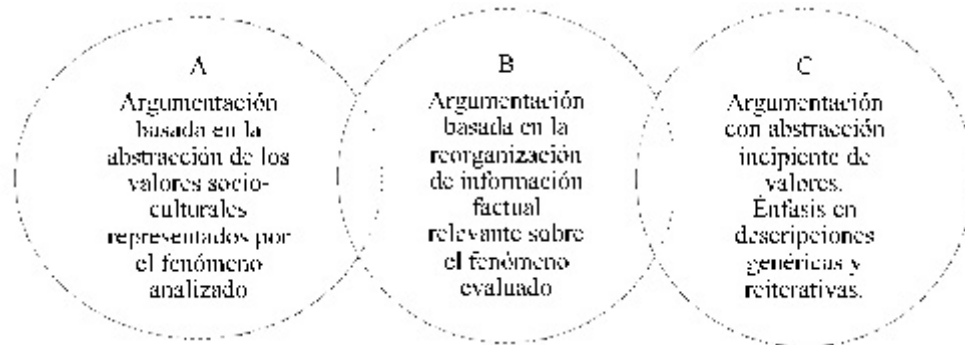 A
Argumentación
basada en la
abstracción de los
valores socio-
culturales
representados por
el fenómeno
analizado
B
Argumentación
basada en la
reorganización
de información
factual
relevante sobre
el fenómeno
evaluado
C
Argumentación
con abstracción
incipiente de
valores.
Énfasis en
descripciones
genéricas y
reiterativas.